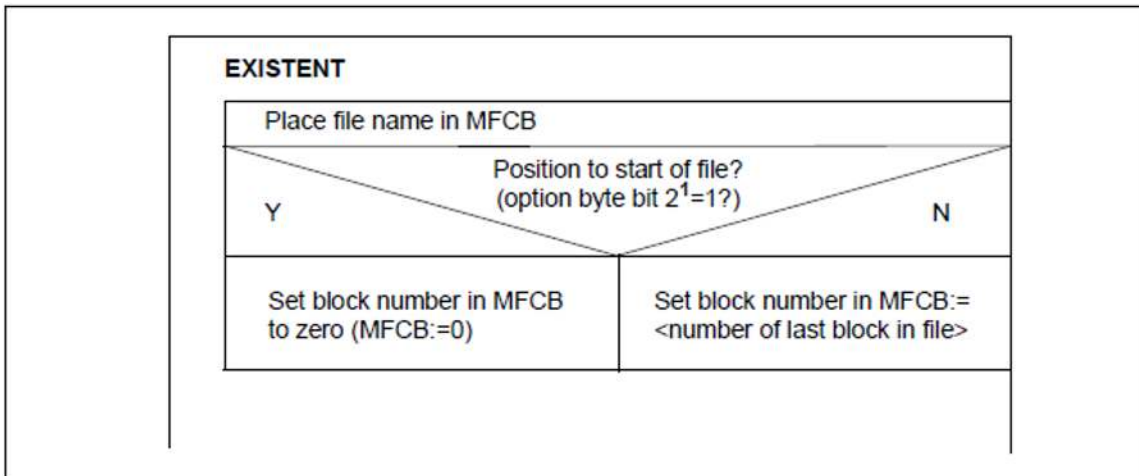 EXISTENT
Place file name in MFCB
Position to start of file?
(option byte bit 2¹=1?)
Y
N
Set block number in MFCB
to zero (MFCB:=0)
Set block number in MFCB:=
<number of last block in file>